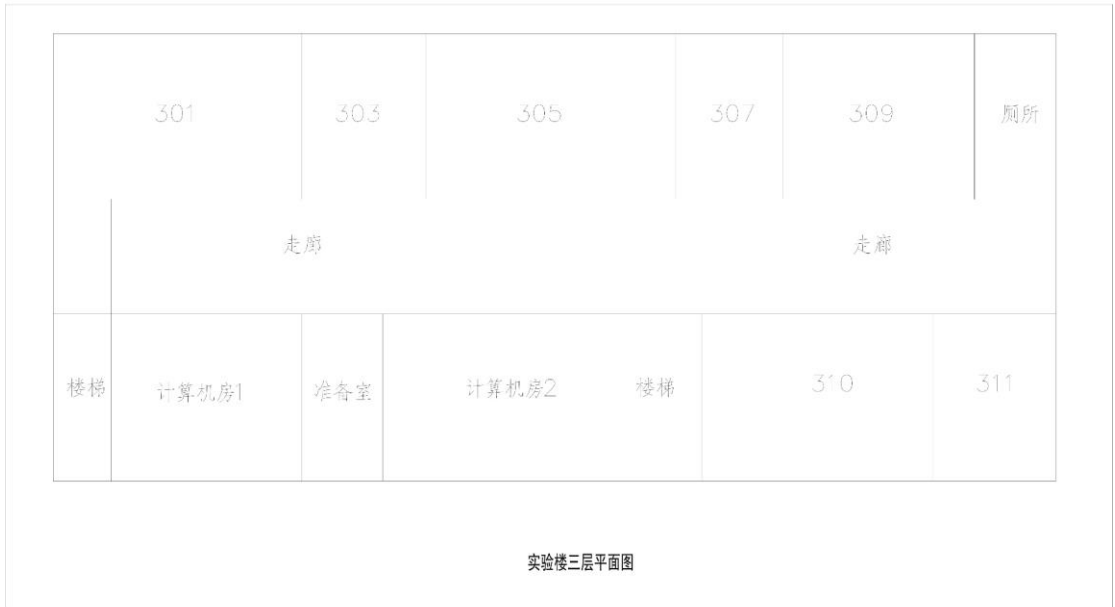 301 303 305 307 309 厕所
走廊 走廊
楼梯 计算机房1 准备室 计算机房2 楼梯 310 311
实验楼三层平面图